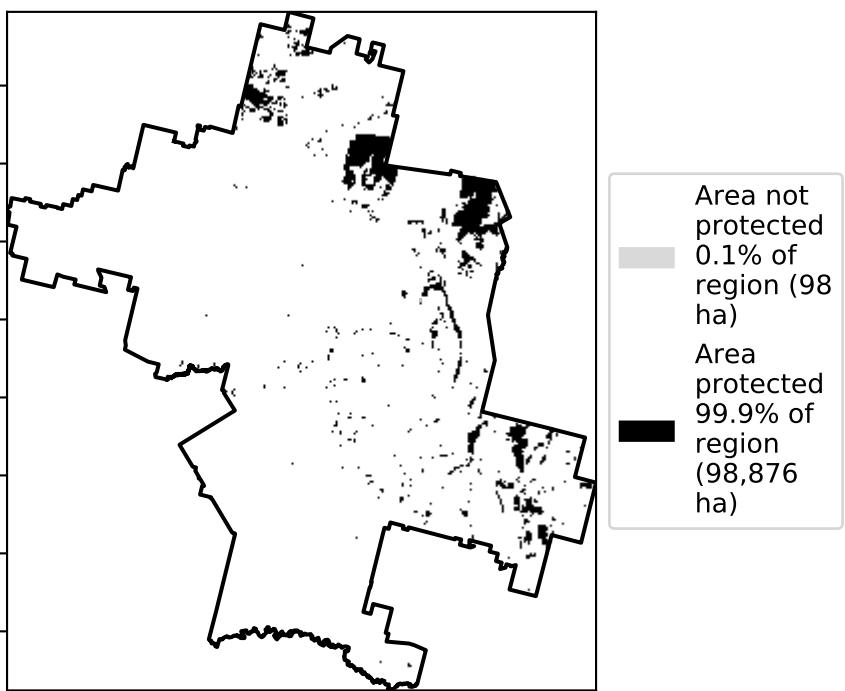 Area not
protected
0.1% of
region (98
ha)
Area
protected
99.9% of
region
(98,876
ha)